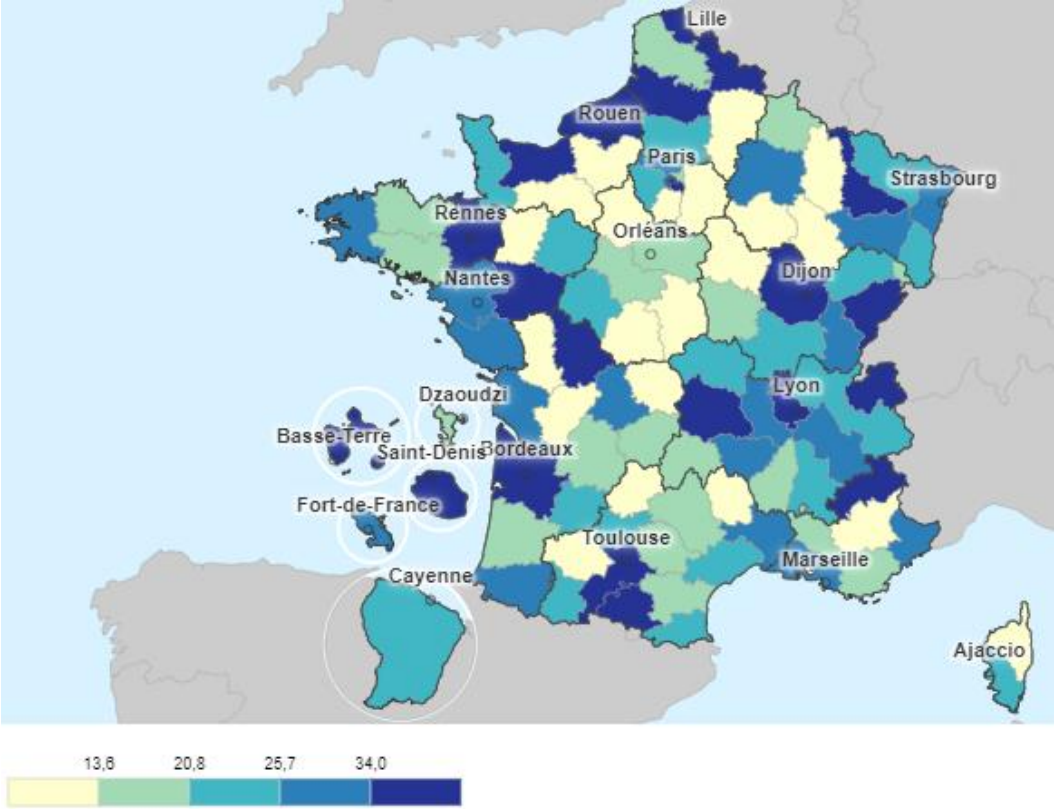 Lille
Rouen
Paris
Strasbourg
Rennes
Orléans
Nantes
Dijon
Lyon
Dzaoudzi
Basse-Terre
Saint-Denis
Bordeaux
Fort-de-France
Toulouse
Marseille
Cayenne
Ajaccio
13,6 20,8 25,7 34,0